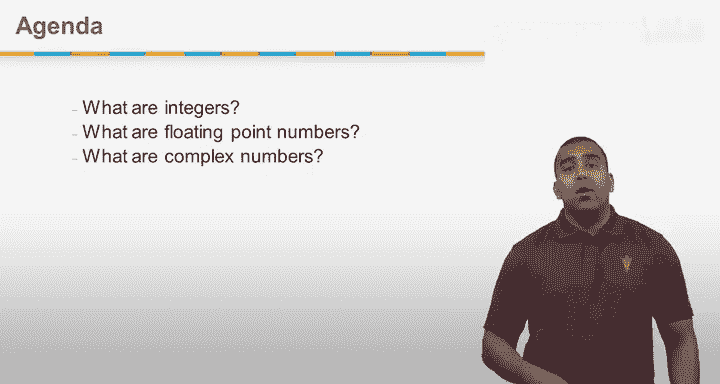 Agenda
- What are integers?
- What are floating point numbers?
- What are complex numbers?